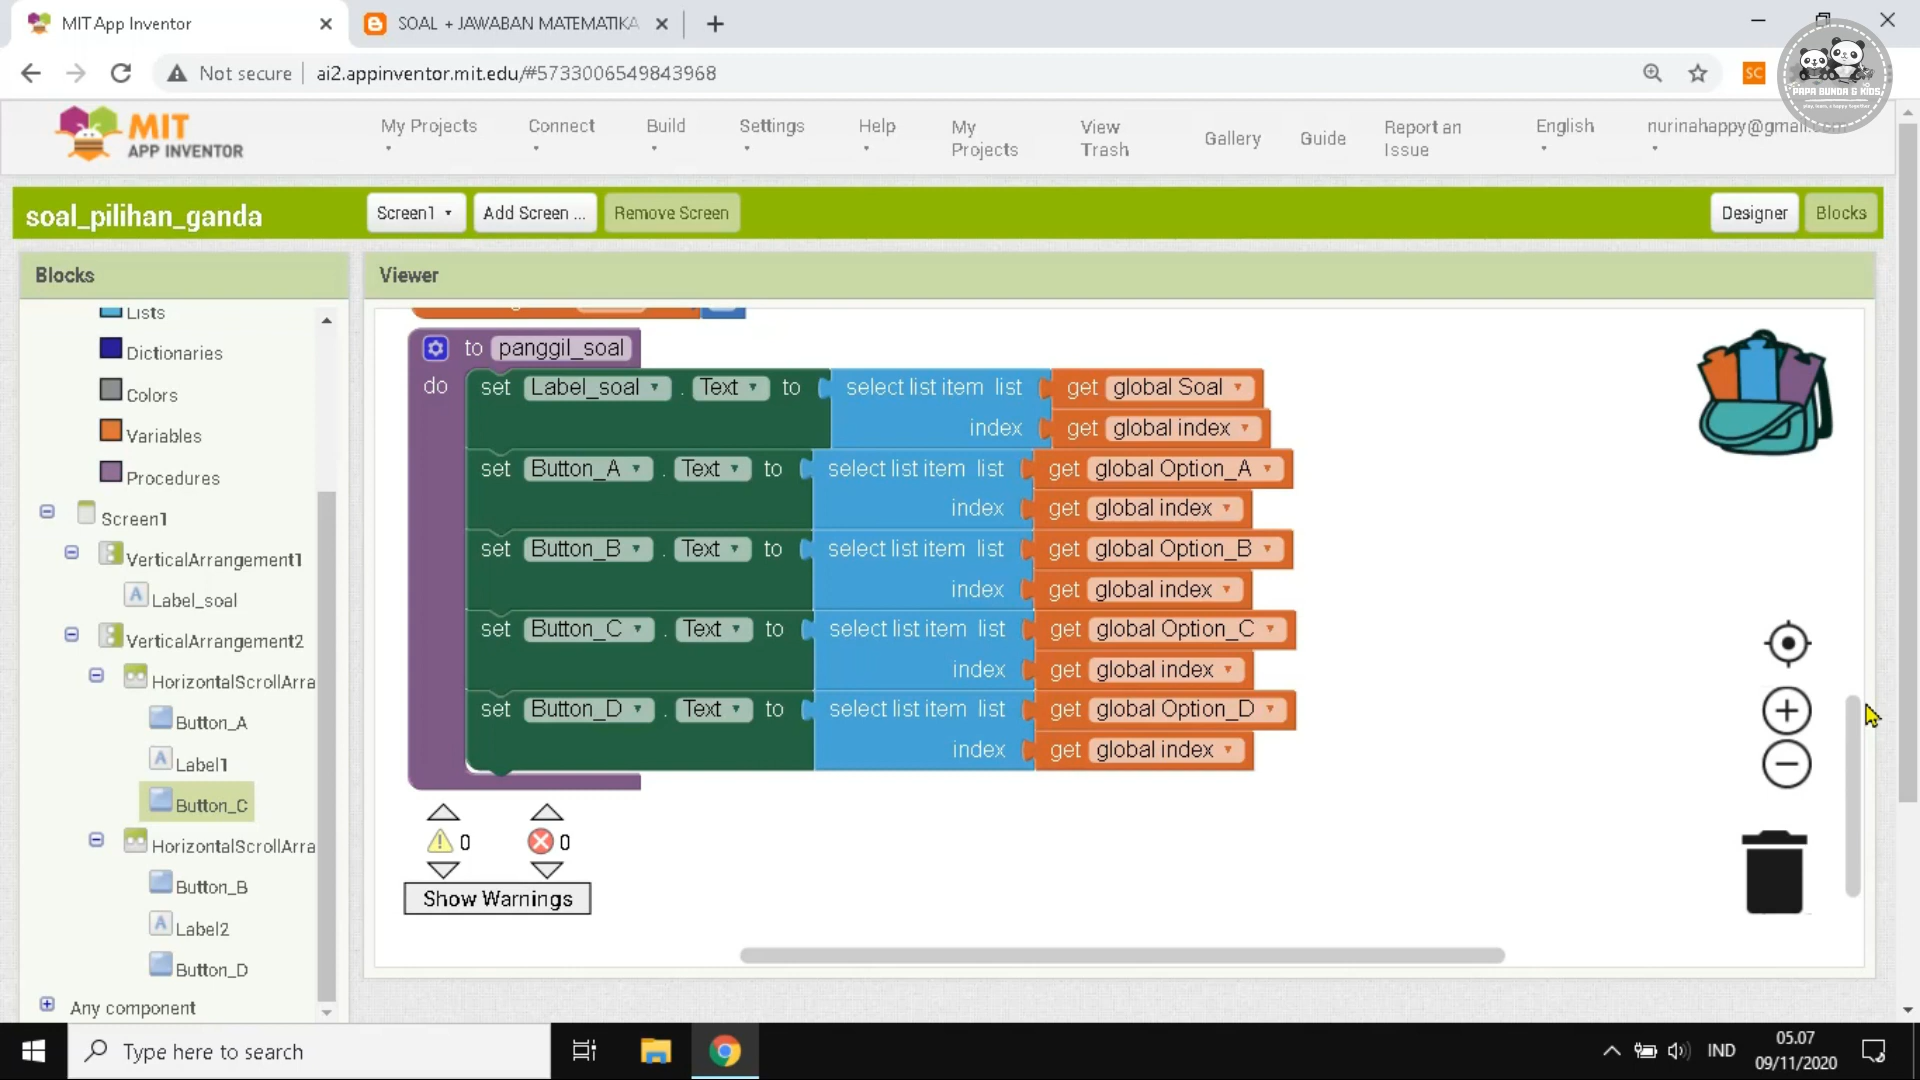 MIT App Inventor
SOAL + JAWABAN MATEMATIKA
Not secure
ai2.appinventor.mit.edu/#5733006549843968
SC
PAPA BUNDA & KIDS
MIT
APP INVENTOR
My Projects
Connect
Build
Settings
Help
My Projects
View Trash
Gallery
Guide
Report an Issue
English
nurinahappy@gmail.com
soal_pilihan_ganda
Screen1
Add Screen ...
Remove Screen
Designer
Blocks
Blocks
Viewer
Lists
Dictionaries
Colors
Variables
Procedures
Screen1
VerticalArrangement1
Label_soal
VerticalArrangement2
HorizontalScrollArra
Button_A
Label1
Button_C
HorizontalScrollArra
Button_B
Label2
Button_D
Any component
to panggil_soal
do set Label_soal . Text to select list item list get global Soal
index get global index
set Button_A . Text to select list item list get global Option_A
index get global index
set Button_B . Text to select list item list get global Option_B
index get global index
set Button_C . Text to select list item list get global Option_C
index get global index
set Button_D . Text to select list item list get global Option_D
index get global index
0 0
Show Warnings
Type here to search
IND
05.07
09/11/2020